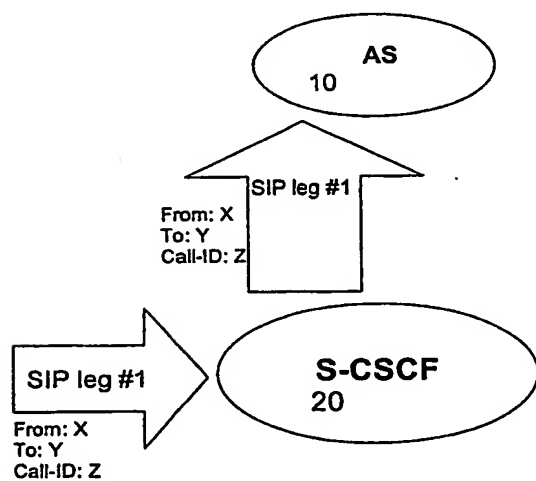 AS
10
SIP leg #1
From: X
To: Y
Call-ID: Z
S-CSCF
20
SIP leg #1
From: X
To: Y
Call-ID: Z